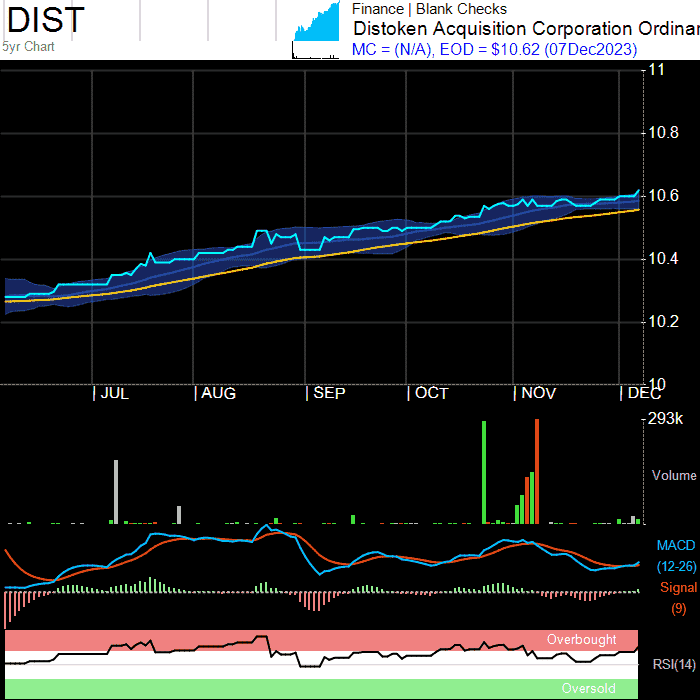 DIST
5yr Chart
Finance | Blank Checks
Distoken Acquisition Corporation Ordinar
MC = (N/A), EOD = $10.62 (07Dec2023)
11
10.8
10.6
10.4
10.2
10
JUL
AUG
SEP
OCT
NOV
DEC
293k
Volume
MACD
(12-26)
Signal
(9)
Overbought
RSI(14)
Oversold